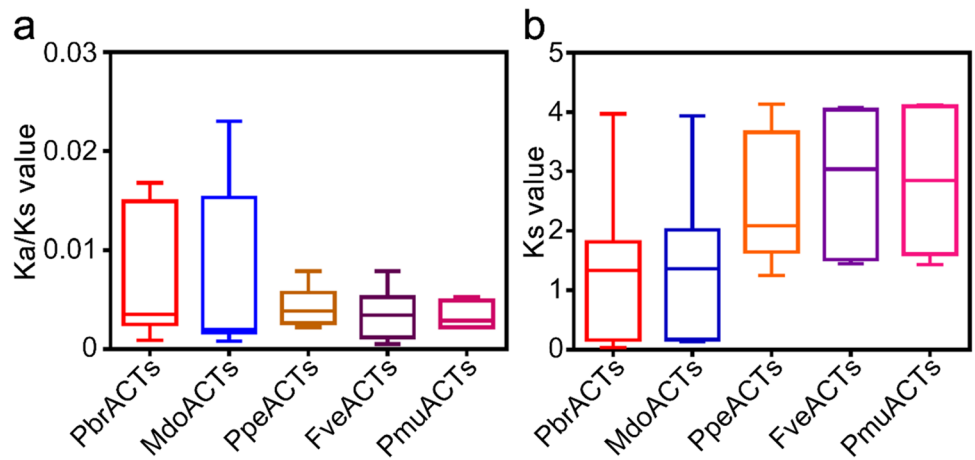 a
Ka/Ks value
0.03
0.02
0.01
0
PbrACTs
MdoACTs
PpeACTs
FveACTs
PmuACTs
b
Ks value
5
4
3
2
1
0
PbrACTs
MdoACTs
PpeACTs
FveACTs
PmuACTs